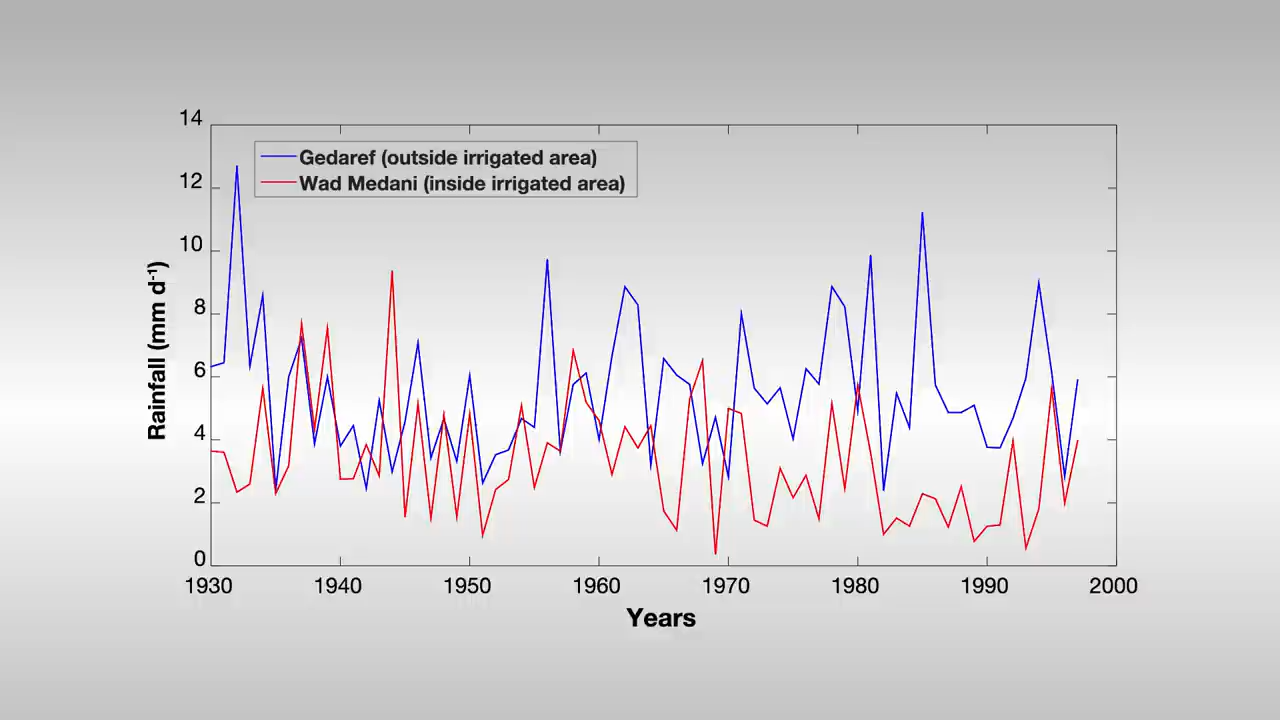 14
Gedaref (outside irrigated area)
Wad Medani (inside irrigated area)
12
10
8
6
4
2
0
Rainfall (mm d-1)
1930 1940 1950 1960 1970 1980 1990 2000
Years